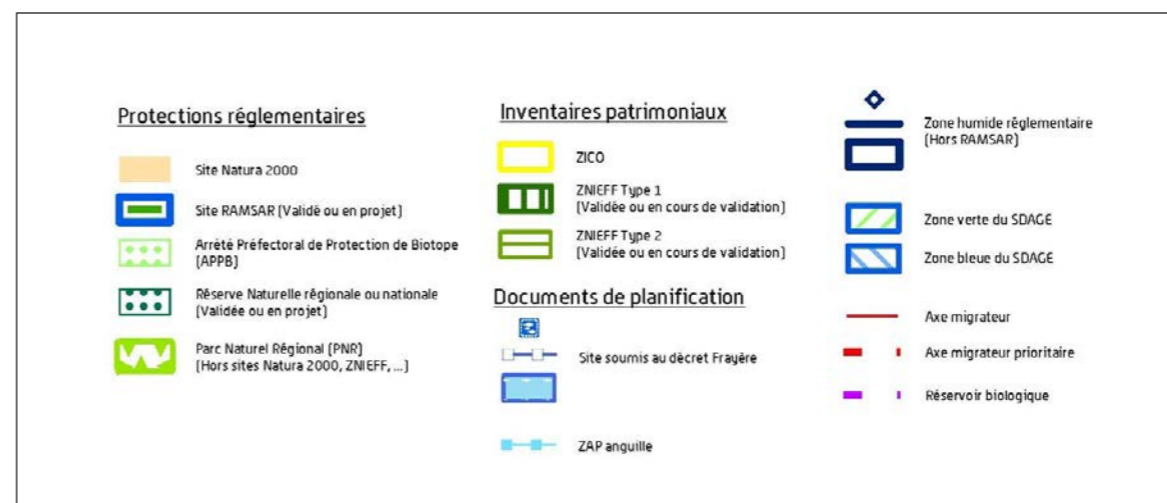 Protections réglementaires
Site Natura 2000
Site RAMSAR (Validé ou en projet)
Arrêté Préfectoral de Protection de Biotope
(APPB)
Réserve Naturelle régionale ou nationale
(Validée ou en projet)
Parc Naturel Régional (PNR)
(Hors sites Natura 2000, ZNIEFF, ...)
Inventaires patrimoniaux
ZICO
ZNIEFF Type 1
(Validée ou en cours de validation)
ZNIEFF Type 2
(Validée ou en cours de validation)
Documents de planification
Site soumis au décret Frayère
ZAP anguille
Zone humide réglementaire
(Hors RAMSAR)
Zone verte du SDAGE
Zone bleue du SDAGE
Axe migrateur
Axe migrateur prioritaire
Réservoir biologique